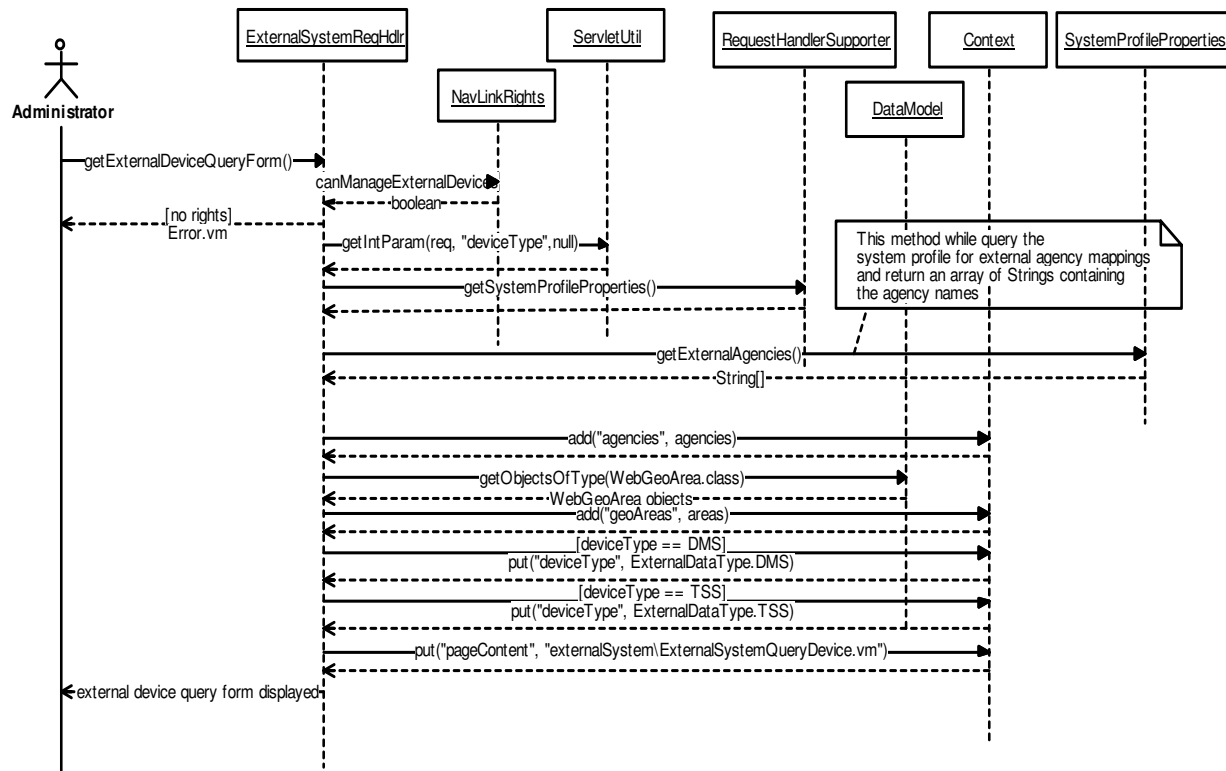 ExternalSystemReqHdlr
ServletUtil
RequestHandlerSupporter
Context
SystemProfileProperties
NavLinkRights
DataModel
Administrator
getExternalDeviceQueryForm()
canManageExternalDevices
boolean
[no rights]
Error.vm
getIntParam(req, "deviceType",null)
This method while query the
system profile for external agency mappings
and return an array of Strings containing
the agency names
getSystemProfileProperties()
getExternalAgencies()
String[]
add("agencies", agencies)
getObjectsOfType(WebGeoArea.class)
WebGeoArea objects
add("geoAreas", areas)
[deviceType == DMS]
put("deviceType", ExternalDataType.DMS)
[deviceType == TSS]
put("deviceType", ExternalDataType.TSS)
put("pageContent", "externalSystem\ExternalSystemQueryDevice.vm")
external device query form displayed